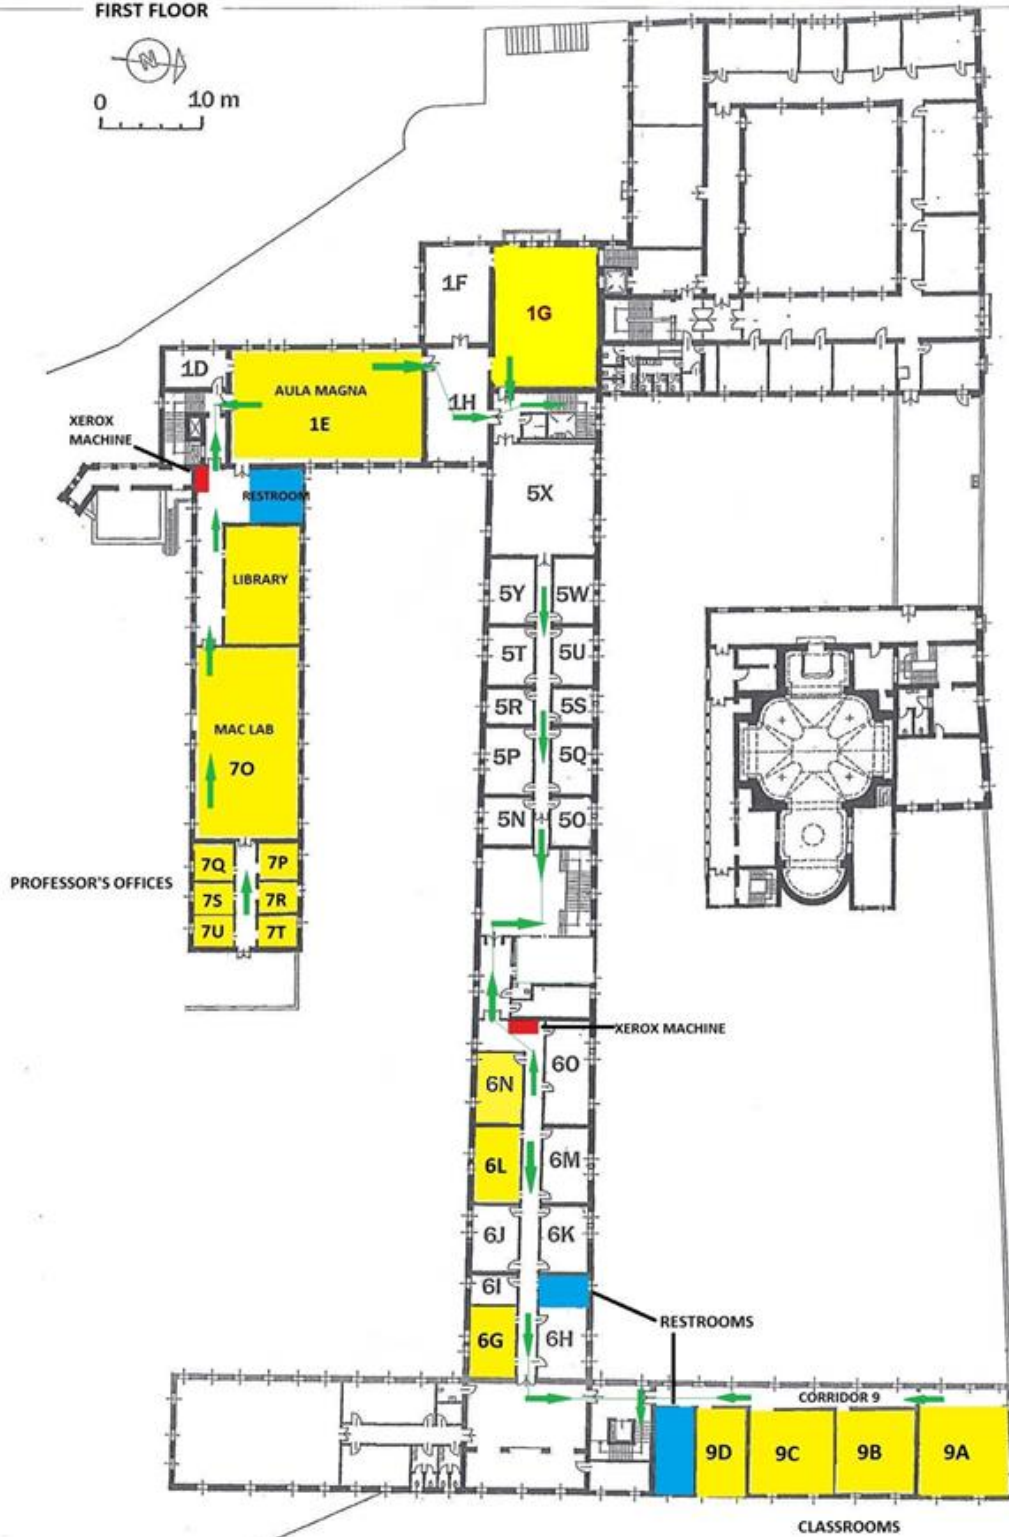 FIRST FLOOR
N
0 10 m
1F
1G
1D
AULA MAGNA
1E
1H
XEROX
MACHINE
RESTROOM
5X
LIBRARY
5Y
5W
5T
5U
5R
5S
MAC LAB
7O
5P
5Q
5N
5O
7Q
7P
PROFESSOR'S OFFICES
7S
7R
7U
7T
XEROX MACHINE
6O
6N
6L
6M
6J
6K
6I
RESTROOMS
6G
6H
CORRIDOR 9
9D
9C
9B
9A
CLASSROOMS